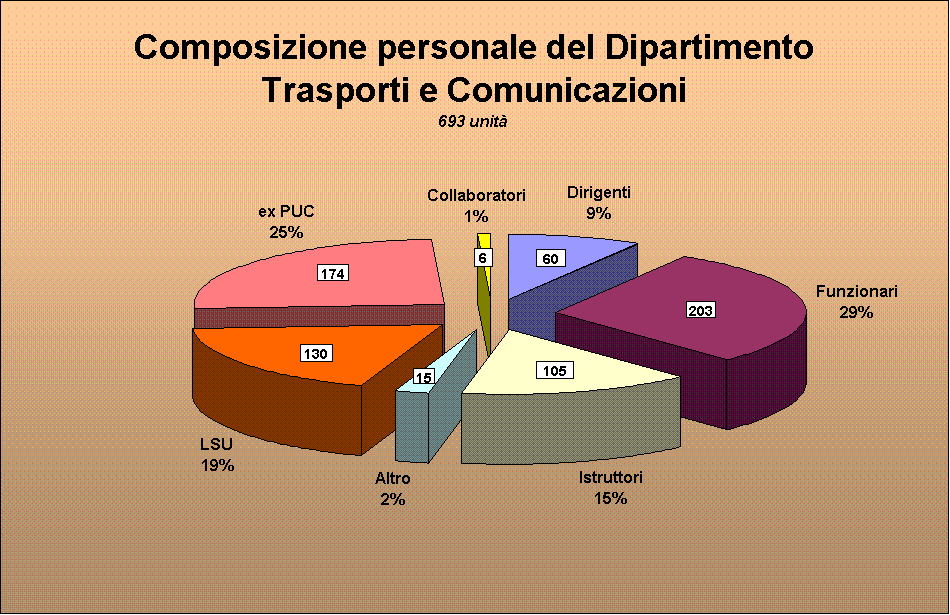 Composizione personale del Dipartimento
Trasporti e Comunicazioni
693 unità
Collaboratori
1%
6
Dirigenti
9%
60
Funzionari
29%
203
Istruttori
15%
105
Altro
2%
15
LSU
19%
130
ex PUC
25%
174